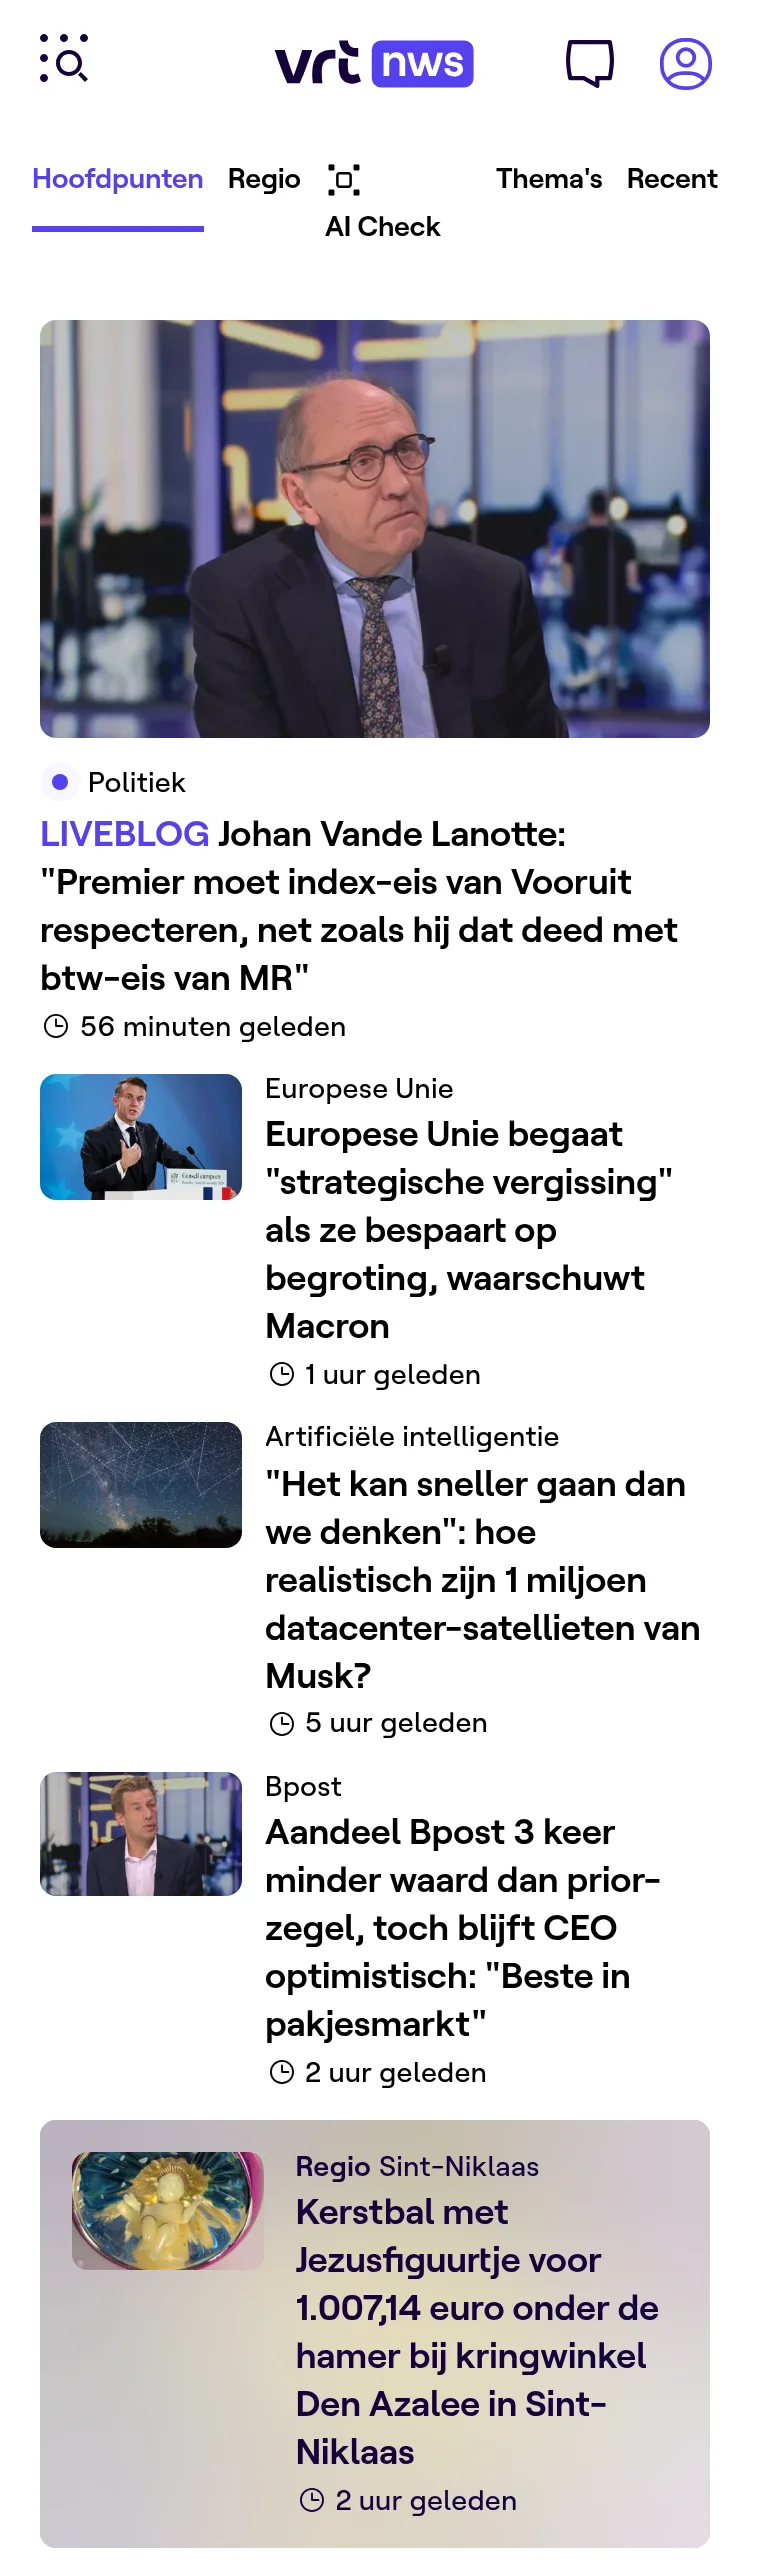 vrt nws
Hoofdpunten Regio AI Check Thema's Recent
Politiek
LIVEBLOG Johan Vande Lanotte:
"Premier moet index-eis van Vooruit
respecteren, net zoals hij dat deed met
btw-eis van MR"
56 minuten geleden
Conseil européen
Europese Unie
Europese Unie begaat
"strategische vergissing"
als ze bespaart op
begroting, waarschuwt
Macron
1 uur geleden
Artificiële intelligentie
"Het kan sneller gaan dan
we denken": hoe
realistisch zijn 1 miljoen
datacenter-satellieten van
Musk?
5 uur geleden
Bpost
Aandeel Bpost 3 keer
minder waard dan prior-
zegel, toch blijft CEO
optimistisch: "Beste in
pakjesmarkt"
2 uur geleden
Regio Sint-Niklaas
Kerstbal met
Jezusfiguurtje voor
1.007,14 euro onder de
hamer bij kringwinkel
Den Azalee in Sint-
Niklaas
2 uur geleden